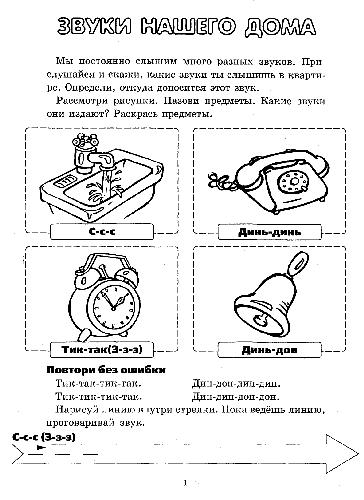 ЗВУКИ НАШЕГО ДОМА
Мы постоянно слышим много разных звуков. При
слушайся и скажи, какие звуки ты слышишь в кварти-
ре. Определи, откуда доносится этот звук.
Рассмотри рисунки. Назови предметы. Какие звуки
они издают? Раскрась предметы.
С-с-с
Динь-динь
Тик-так(З-з-з)
Динь-дон
Повтори без ошибки
Тик-так-тик-так.
Дин-дон-дин-дин.
Тик-тик-тик-так.
Дин-дин-дон-дон.
Нарисуй линию внутри стрелки. Пока ведёшь линию,
проговаривай звук.
С-с-с (З-з-з)
1